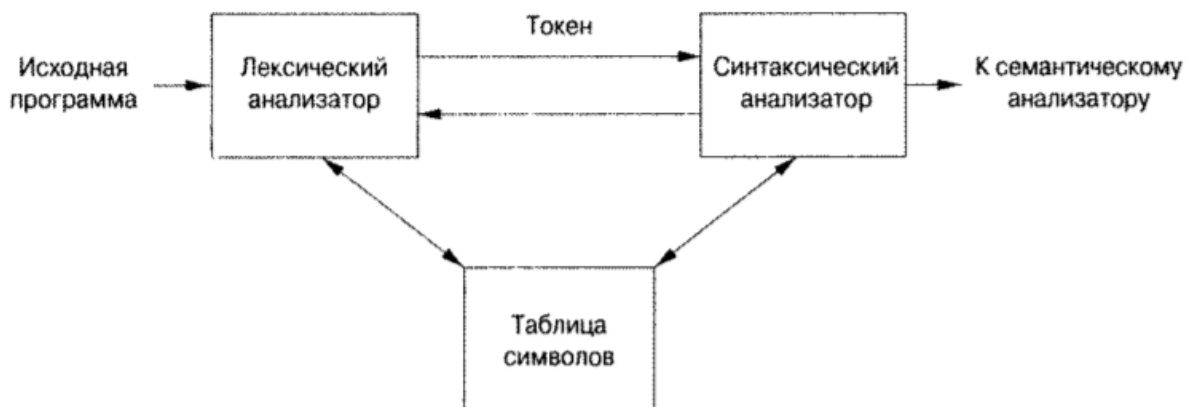 Токен
Исходная
программа
Лексический
анализатор
Синтаксический
анализатор
К семантическому
анализатору
Таблица
символов